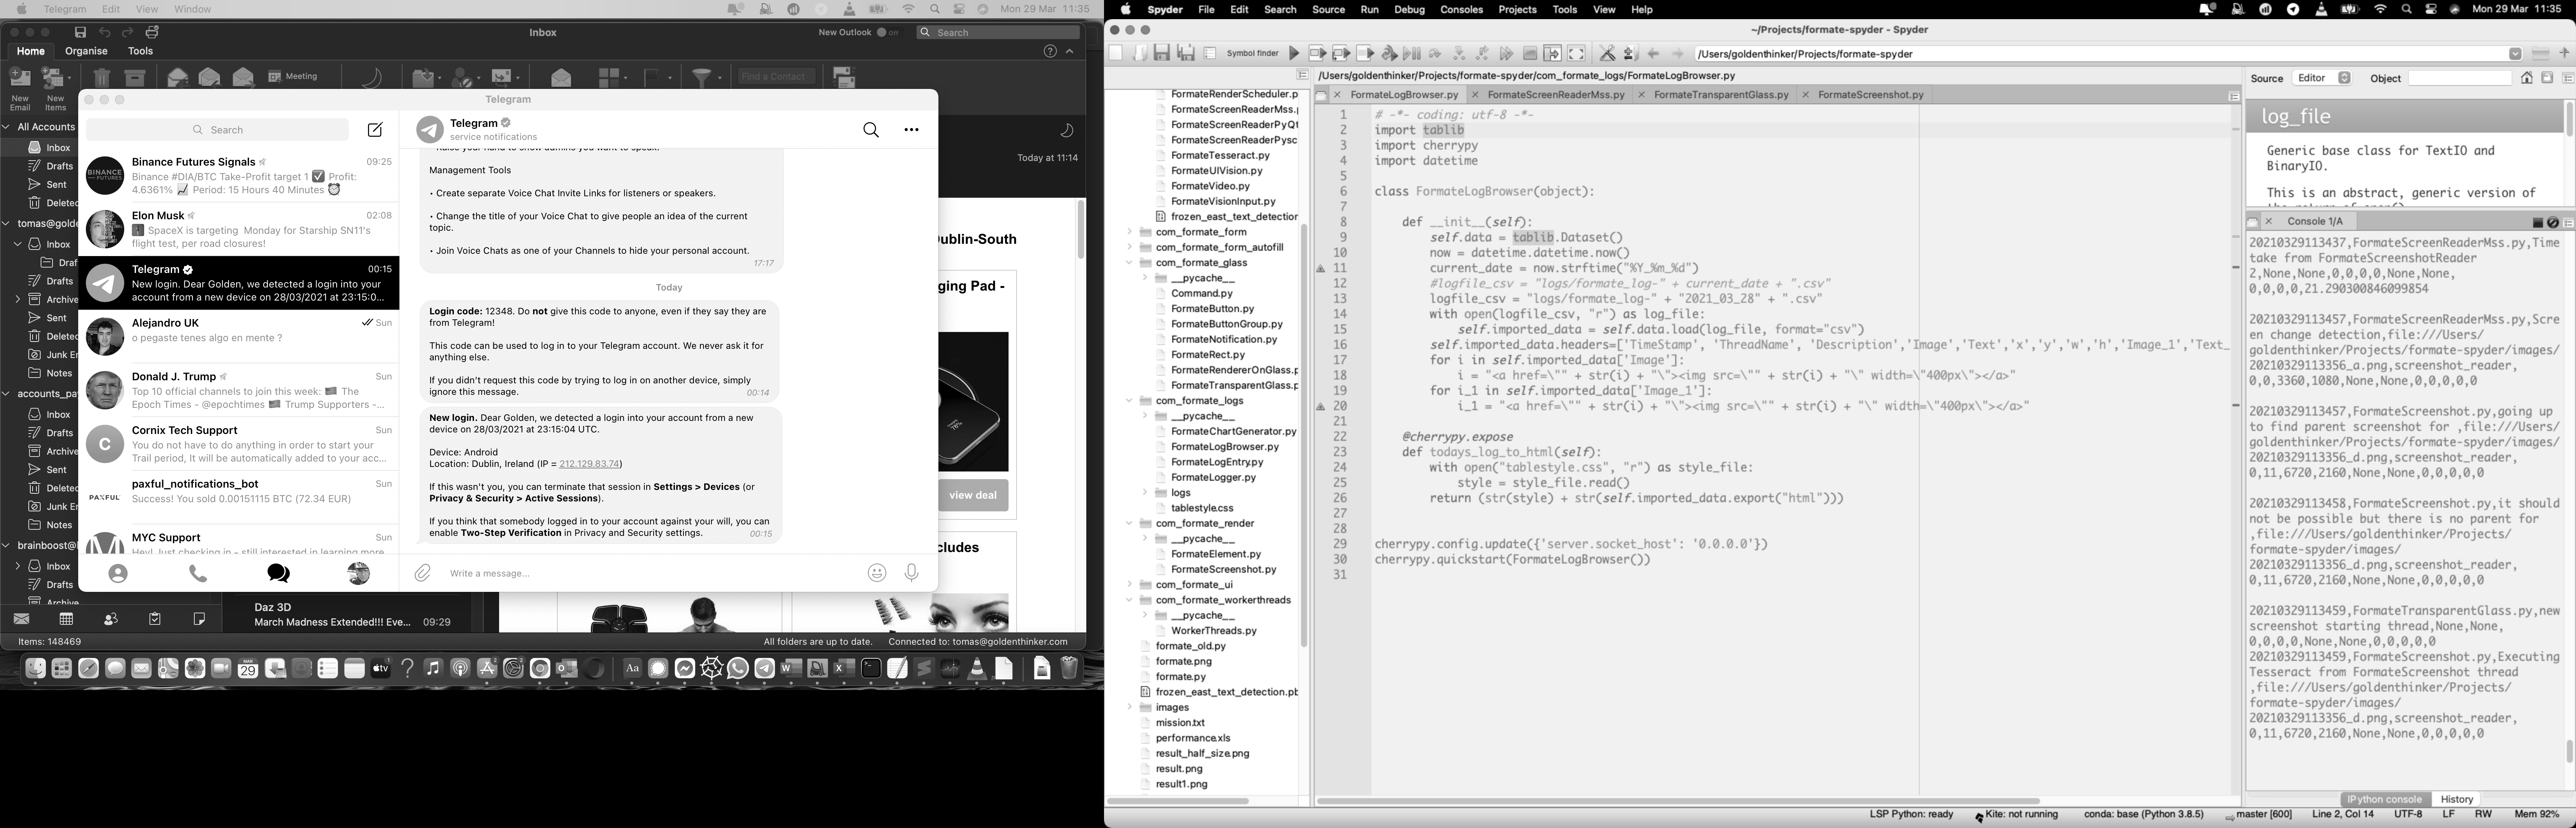 Telegram Edit View Window Mon 29 Mar 11:35
Inbox New Outlook Search
Home Organise Tools
Meeting Find a Contact
New Email
New Items
All Accounts
Inbox
Drafts
Sent
Deleted
Inbox
Drafts
Archive
Sent
Deleted
Notes
Inbox
Drafts
Archive
Sent
Deleted
Notes
Inbox
Drafts
Today at 11:14
view deal
Daz 3D
March Madness Extended!!! Eve... 09:29
Items: 148469 All folders are up to date. Connected to: tomas@goldenthinker.com
Telegram
Search
Binance Futures Signals 09:25
Binance #DIA/BTC Take-Profit target 1 ✅ Profit:
4.6361% 📈 Period: 15 Hours 40 Minutes ⏰
Elon Musk 02:08
SpaceX is targeting Monday for Starship SN11's
flight test, per road closures!
Telegram 00:15
New login. Dear Golden, we detected a login into your
account from a new device on 28/03/2021 at 23:15:0...
Alejandro UK Sun
o pegaste tenes algo en mente ?
Donald J. Trump Sun
Top 10 official channels to join this week: The
Epoch Times - @epochtimes Trump Supporters -...
Cornix Tech Support Sun
You do not have to do anything in order to start your
Trail period, It will be automatically added to your acc...
paxful_notifications_bot Sun
Success! You sold 0.00151115 BTC (72.34 EUR)
MYC Support Sun
Hey! Just checking in - still interested in learning more
Telegram
service notifications
• Raise your hand to show admins you want to speak.
Management Tools
• Create separate Voice Chat Invite Links for listeners or speakers.
• Change the title of your Voice Chat to give people an idea of the current
topic.
• Join Voice Chats as one of your Channels to hide your personal account.
17:17
Today
Login code: 12348. Do not give this code to anyone, even if they say they are
from Telegram!
This code can be used to log in to your Telegram account. We never ask it for
anything else.
If you didn't request this code by trying to log in on another device, simply
ignore this message. 00:14
New login. Dear Golden, we detected a login into your account from a new
device on 28/03/2021 at 23:15:04 UTC.
Device: Android
Location: Dublin, Ireland (IP = 212.129.83.74)
If this wasn't you, you can terminate that session in Settings > Devices (or
Privacy & Security > Active Sessions).
If you think that somebody logged in to your account against your will, you can
enable Two-Step Verification in Privacy and Security settings. 00:15
Write a message...
Spyder File Edit Search Source Run Debug Consoles Projects Tools View Help Mon 29 Mar 11:35
~/Projects/formate-spyder - Spyder
Symbol finder /Users/goldenthinker/Projects/formate-spyder
/Users/goldenthinker/Projects/formate-spyder/com_formate_logs/FormateLogBrowser.py
FormateRenderScheduler.p
FormateScreenReaderMss.p
FormateScreenReaderPyQt
FormateScreenReaderPysc
FormateTesseract.py
FormateUIVision.py
FormateVideo.py
FormateVisionInput.py
frozen_east_text_detection
com_formate_form
com_formate_form_autofill
com_formate_glass
__pycache__
Command.py
FormateButton.py
FormateButtonGroup.py
FormateNotification.py
FormateRect.py
FormateRendererOnGlass.p
FormateTransparentGlass.p
com_formate_logs
__pycache__
FormateChartGenerator.py
FormateLogBrowser.py
FormateLogEntry.py
FormateLogger.py
logs
tablestyle.css
com_formate_render
__pycache__
FormateElement.py
FormateScreenshot.py
com_formate_ui
com_formate_workerthreads
__pycache__
WorkerThreads.py
formate_old.py
formate.png
formate.py
frozen_east_text_detection.pb
images
mission.txt
performance.xls
result_half_size.png
result.png
result1.png
FormateLogBrowser.py FormateScreenReaderMss.py FormateTransparentGlass.py FormateScreenshot.py
1 # -*- coding: utf-8 -*-
2 import tablib
3 import cherrypy
4 import datetime
5
6 class FormateLogBrowser(object):
7
8 def __init__(self):
9 self.data = tablib.Dataset()
10 now = datetime.datetime.now()
11 current_date = now.strftime("%Y_%m_%d")
12 #logfile_csv = "logs/formate_log-" + current_date + ".csv"
13 logfile_csv = "logs/formate_log-" + "2021_03_28" + ".csv"
14 with open(logfile_csv, "r") as log_file:
15 self.imported_data = self.data.load(log_file, format="csv")
16 self.imported_data.headers=['TimeStamp', 'ThreadName', 'Description','Image','Text','x','y','w','h','Image_1','Text_
17 for i in self.imported_data['Image']:
18 i = "<a href=\"" + str(i) + "\"><img src=\"" + str(i) + "\" width=\"400px\"></a>"
19 for i_1 in self.imported_data['Image_1']:
20 i_1 = "<a href=\"" + str(i) + "\"><img src=\"" + str(i) + "\" width=\"400px\"></a>"
21
22 @cherrypy.expose
23 def todays_log_to_html(self):
24 with open("tablestyle.css", "r") as style_file:
25 style = style_file.read()
26 return (str(style) + str(self.imported_data.export("html")))
27
28
29 cherrypy.config.update({'server.socket_host': '0.0.0.0'})
30 cherrypy.quickstart(FormateLogBrowser())
31
Source Editor Object
log_file
Generic base class for TextIO and
BinaryIO.
This is an abstract, generic version of
Console 1/A
20210329113437,FormateScreenReaderMss.py,Time
take from FormateScreenshotReader
2,None,None,0,0,0,0,None,None,
0,0,0,0,21.290300846099854
20210329113457,FormateScreenReaderMss.py,Scre
en change detection,file:///Users/
goldenthinker/Projects/formate-spyder/images/
20210329113356_a.png,screenshot_reader,
0,0,3360,1080,None,None,0,0,0,0,0
20210329113457,FormateScreenshot.py,going up
to find parent screenshot for ,file:///Users/
goldenthinker/Projects/formate-spyder/images/
20210329113356_d.png,screenshot_reader,
0,11,6720,2160,None,None,0,0,0,0,0
20210329113458,FormateScreenshot.py,it should
not be possible but there is no parent for
,file:///Users/goldenthinker/Projects/
formate-spyder/images/
20210329113356_d.png,screenshot_reader,
0,11,6720,2160,None,None,0,0,0,0,0
20210329113459,FormateTransparentGlass.py,new
screenshot starting thread,None,None,
0,0,0,0,None,None,0,0,0,0,0
20210329113459,FormateScreenshot.py,Executing
Tesseract from FormateScreenshot thread
,file:///Users/goldenthinker/Projects/
formate-spyder/images/
20210329113356_d.png,screenshot_reader,
0,11,6720,2160,None,None,0,0,0,0,0
IPython console History
LSP Python: ready Kite: not running conda: base (Python 3.8.5) master [600] Line 2, Col 14 UTF-8 LF RW Mem 92%